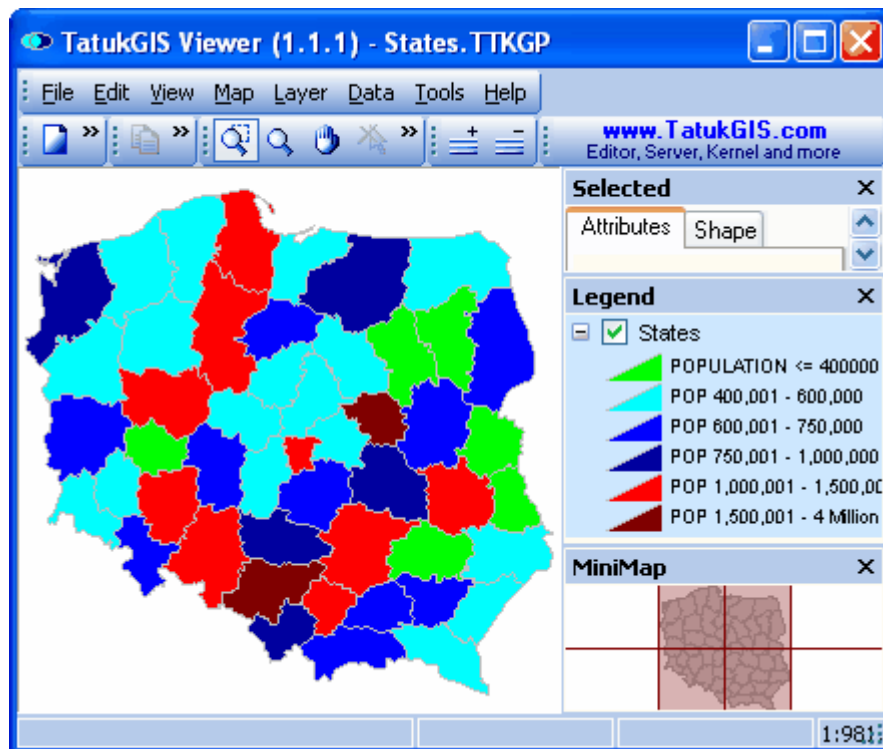 TatukGIS Viewer (1.1.1) - States.TTKGP
File Edit View Map Layer Data Tools Help
www.TatukGIS.com
Editor, Server, Kernel and more
Selected
Attributes Shape
Legend
States
POPULATION <= 400000
POP 400,001 - 600,000
POP 600,001 - 750,000
POP 750,001 - 1,000,000
POP 1,000,001 - 1,500,00
POP 1,500,001 - 4 Million
MiniMap